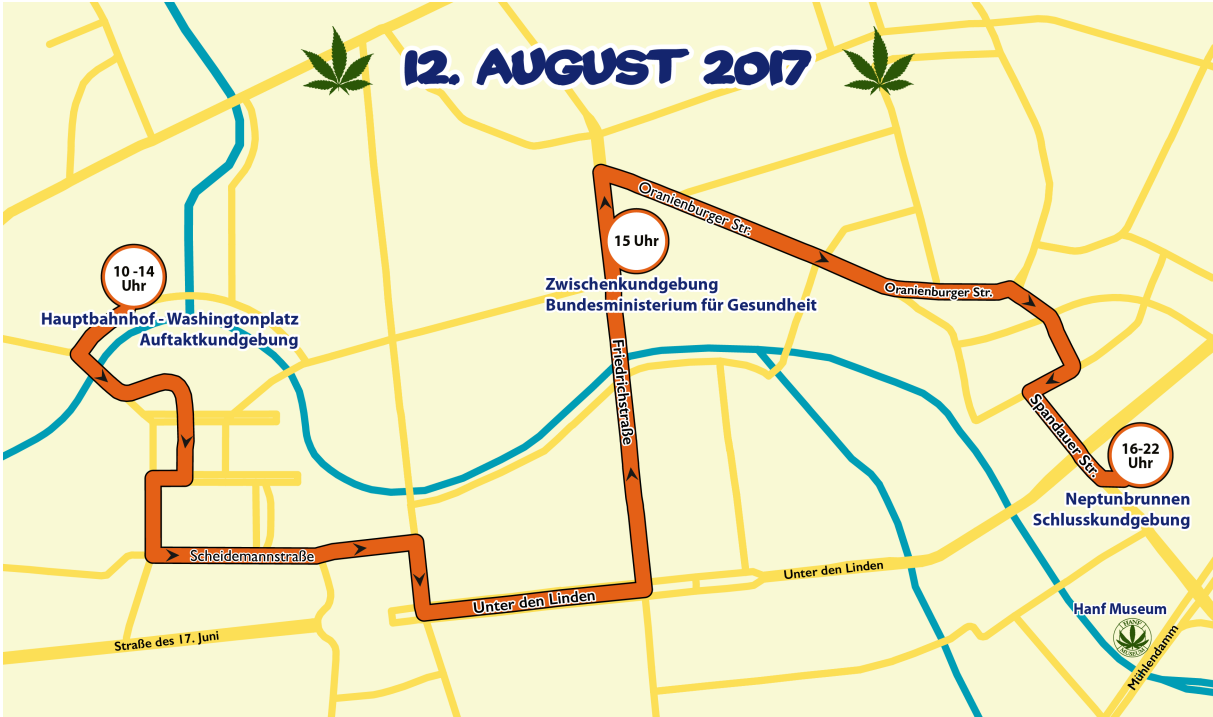 12. AUGUST 2017
10 -14
Uhr
Hauptbahnhof - Washingtonplatz
Auftaktkundgebung
15 Uhr
Zwischenkundgebung
Bundesministerium für Gesundheit
Oranienburger Str.
Oranienburger Str.
Friedrichstraße
Spandauer Str.
16-22
Uhr
Neptunbrunnen
Schlusskundgebung
Scheidemannstraße
Unter den Linden
Unter den Linden
Straße des 17. Juni
Hanf Museum
HANF
MUSEUM
Mühlendamm